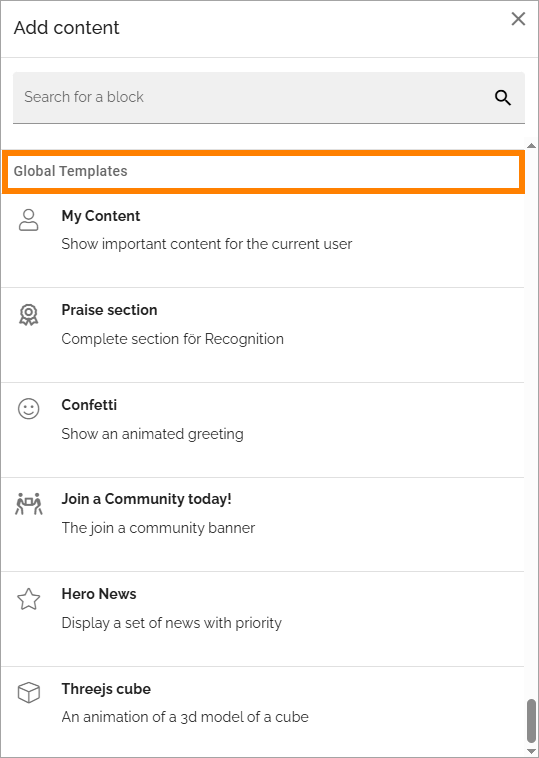 Add content
Search for a block
Global Templates
My Content
Show important content for the current user
Praise section
Complete section för Recognition
Confetti
Show an animated greeting
Join a Community today!
The join a community banner
Hero News
Display a set of news with priority
Threejs cube
An animation of a 3d model of a cube